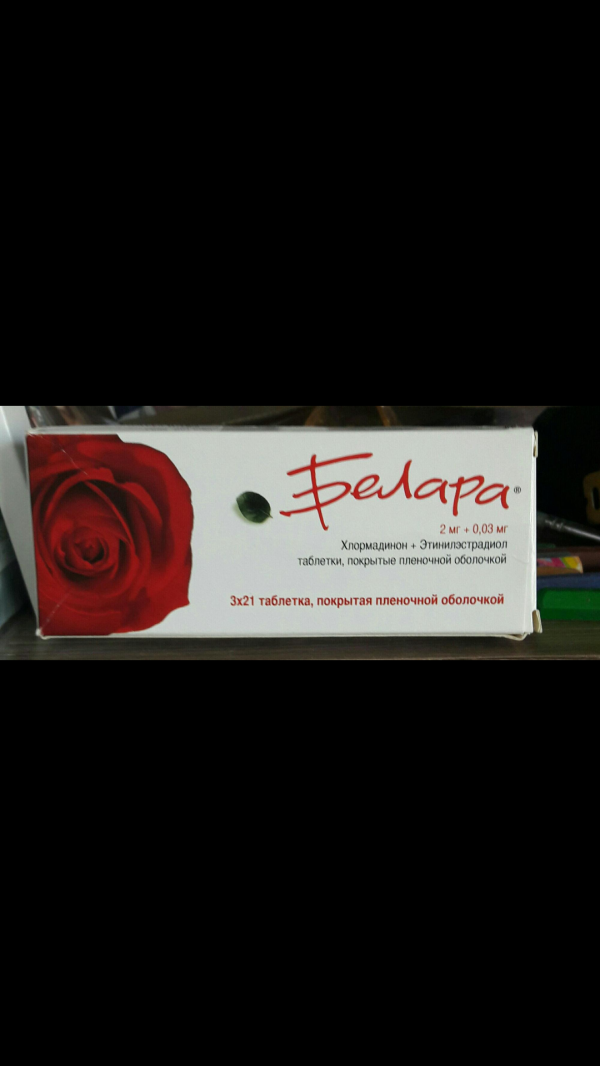 Белара®
2 мг + 0,03 мг
Хлормадинон + Этинилэстрадиол
таблетки, покрытые пленочной оболочкой
3x21 таблетка, покрытая пленочной оболочкой